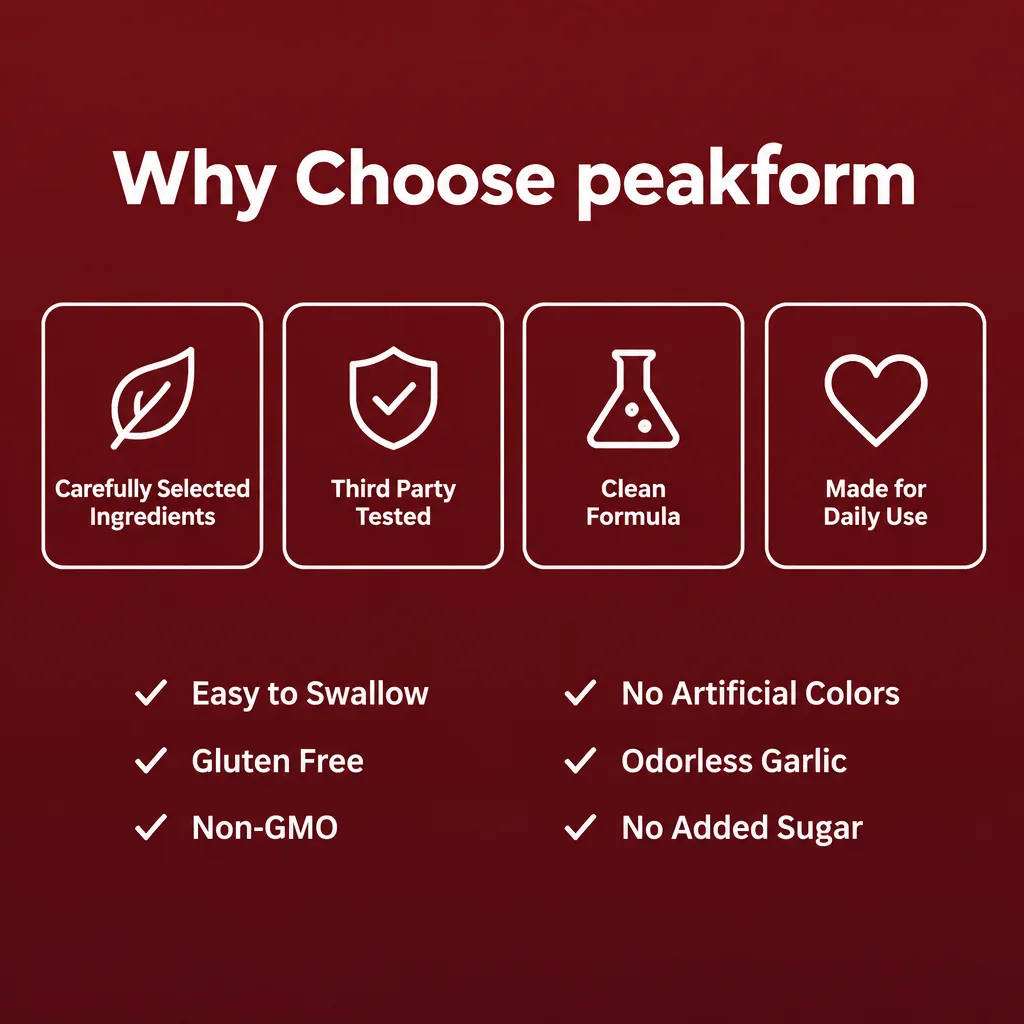 Why Choose peakform
Carefully Selected
Ingredients
Third Party
Tested
Clean
Formula
Made for
Daily Use
Easy to Swallow
Gluten Free
Non-GMO
No Artificial Colors
Odorless Garlic
No Added Sugar